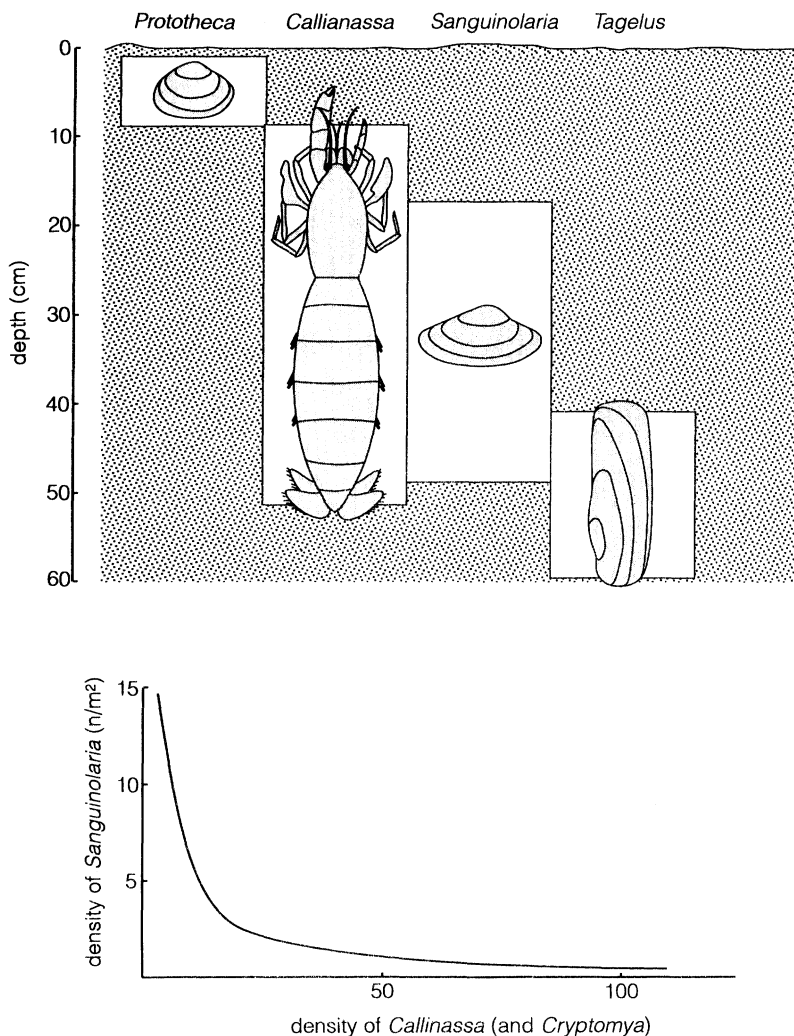 Prototheca Callianassa Sanguinolaria Tagelus
0
10
20
30
40
50
60
depth (cm)
15
10
5
density of Sanguinolaria (n/m²)
50 100
density of Callinassa (and Cryptomya)